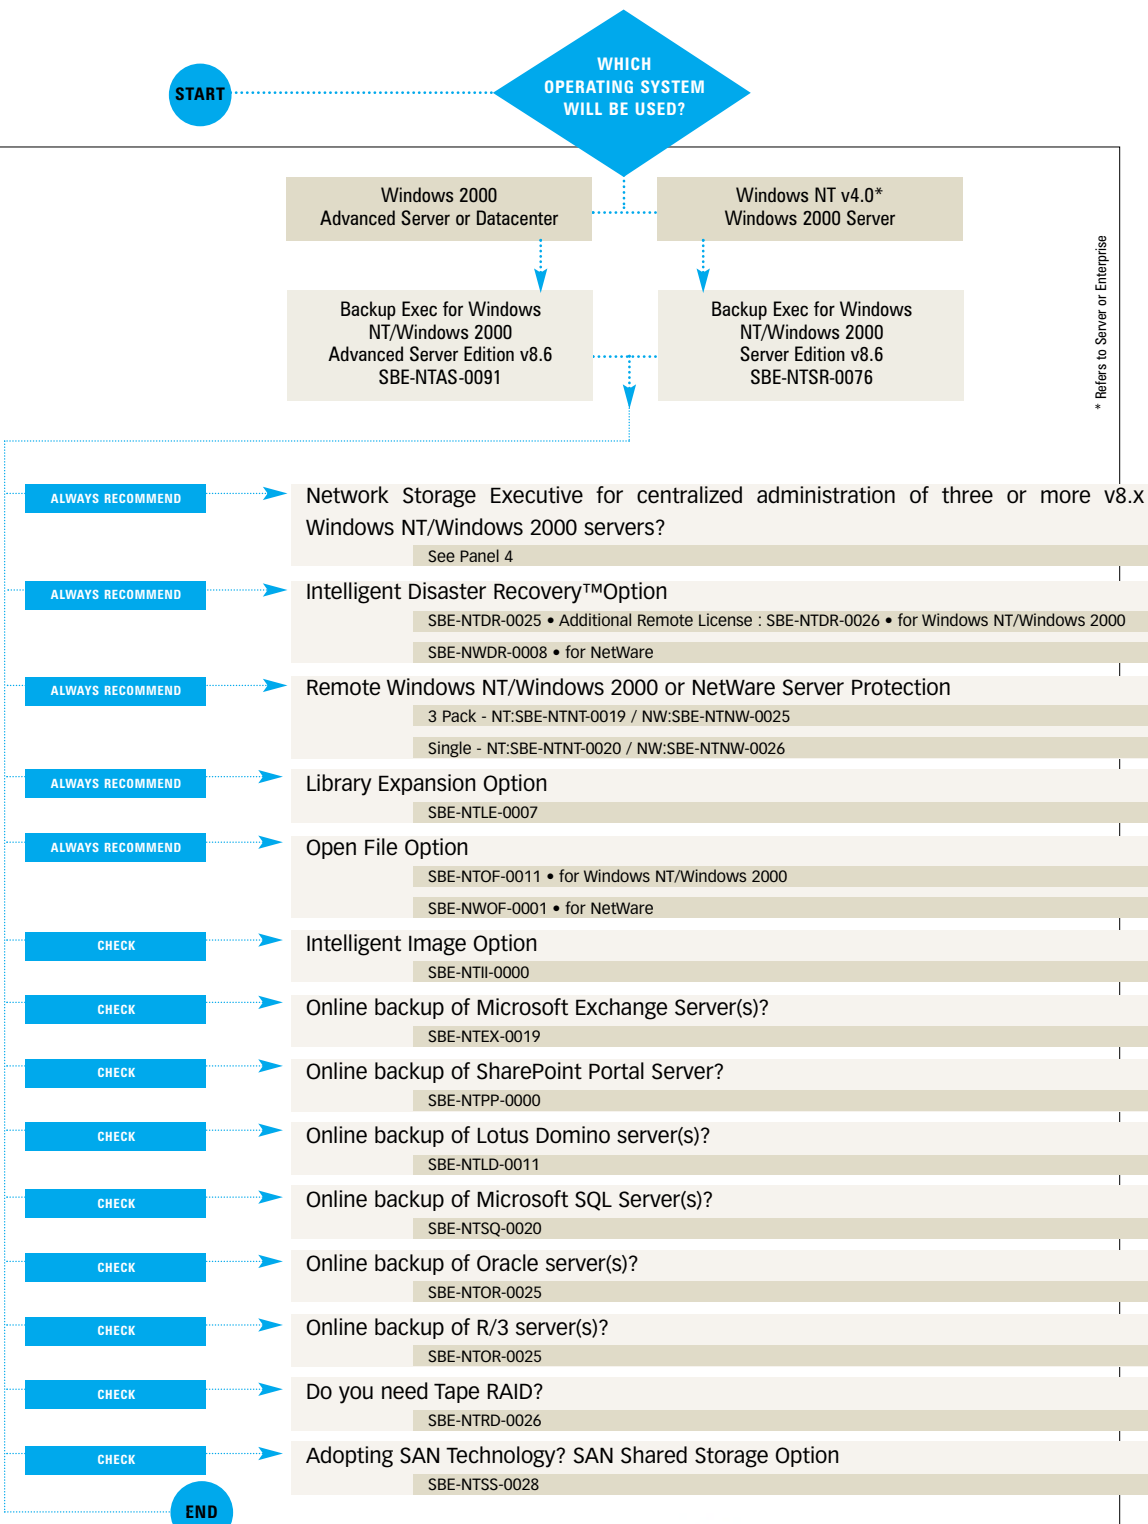 START
WHICH
OPERATING SYSTEM
WILL BE USED?
Windows 2000
Advanced Server or Datacenter
Windows NT v4.0*
Windows 2000 Server
Backup Exec for Windows
NT/Windows 2000
Advanced Server Edition v8.6
SBE-NTAS-0091
Backup Exec for Windows
NT/Windows 2000
Server Edition v8.6
SBE-NTSR-0076
* Refers to Server or Enterprise
ALWAYS RECOMMEND
Network Storage Executive for centralized administration of three or more v8.x
Windows NT/Windows 2000 servers?
See Panel 4
ALWAYS RECOMMEND
Intelligent Disaster Recovery™Option
SBE-NTDR-0025 • Additional Remote License : SBE-NTDR-0026 • for Windows NT/Windows 2000
SBE-NWDR-0008 • for NetWare
ALWAYS RECOMMEND
Remote Windows NT/Windows 2000 or NetWare Server Protection
3 Pack - NT:SBE-NTNT-0019 / NW:SBE-NTNW-0025
Single - NT:SBE-NTNT-0020 / NW:SBE-NTNW-0026
ALWAYS RECOMMEND
Library Expansion Option
SBE-NTLE-0007
ALWAYS RECOMMEND
Open File Option
SBE-NTOF-0011 • for Windows NT/Windows 2000
SBE-NWOF-0001 • for NetWare
CHECK
Intelligent Image Option
SBE-NTII-0000
CHECK
Online backup of Microsoft Exchange Server(s)?
SBE-NTEX-0019
CHECK
Online backup of SharePoint Portal Server?
SBE-NTPP-0000
CHECK
Online backup of Lotus Domino server(s)?
SBE-NTLD-0011
CHECK
Online backup of Microsoft SQL Server(s)?
SBE-NTSQ-0020
CHECK
Online backup of Oracle server(s)?
SBE-NTOR-0025
CHECK
Online backup of R/3 server(s)?
SBE-NTOR-0025
CHECK
Do you need Tape RAID?
SBE-NTRD-0026
CHECK
Adopting SAN Technology? SAN Shared Storage Option
SBE-NTSS-0028
END